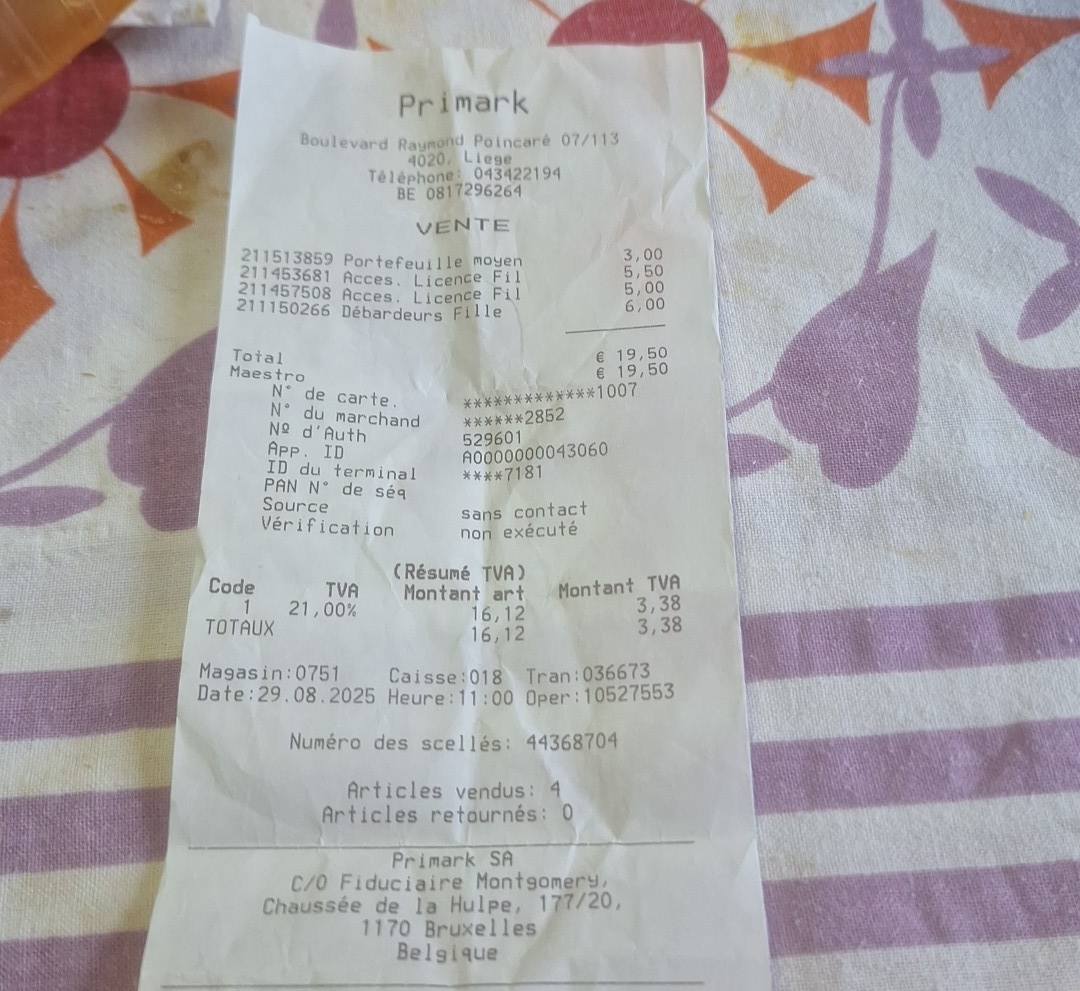 Primark
Boulevard Raymond Poincaré 07/113
4020, Liege
Téléphone: 043422194
BE 0817296264
VENTE
211513859 Portefeuille moyen 3,00
211453681 Acces. Licence Fil 5,50
211457508 Acces. Licence Fil 5,00
211150266 Débardeurs Fille 6,00
Total € 19,50
Maestro € 19,50
N° de carte. *************1007
N° du marchand ******2852
Nº d'Auth 529601
App. ID A0000000043060
ID du terminal ****7181
PAN N° de séq
Source sans contact
Vérification non exécuté
(Résumé TVA)
Code TVA Montant art Montant TVA
1 21,00% 16,12 3,38
TOTAUX 16,12 3,38
Magasin:0751 Caisse:018 Tran:036673
Date:29.08.2025 Heure:11:00 Oper:10527553
Numéro des scellés: 44368704
Articles vendus: 4
Articles retournés: 0
Primark SA
C/O Fiduciaire Montgomery,
Chaussée de la Hulpe, 177/20,
1170 Bruxelles
Belgique